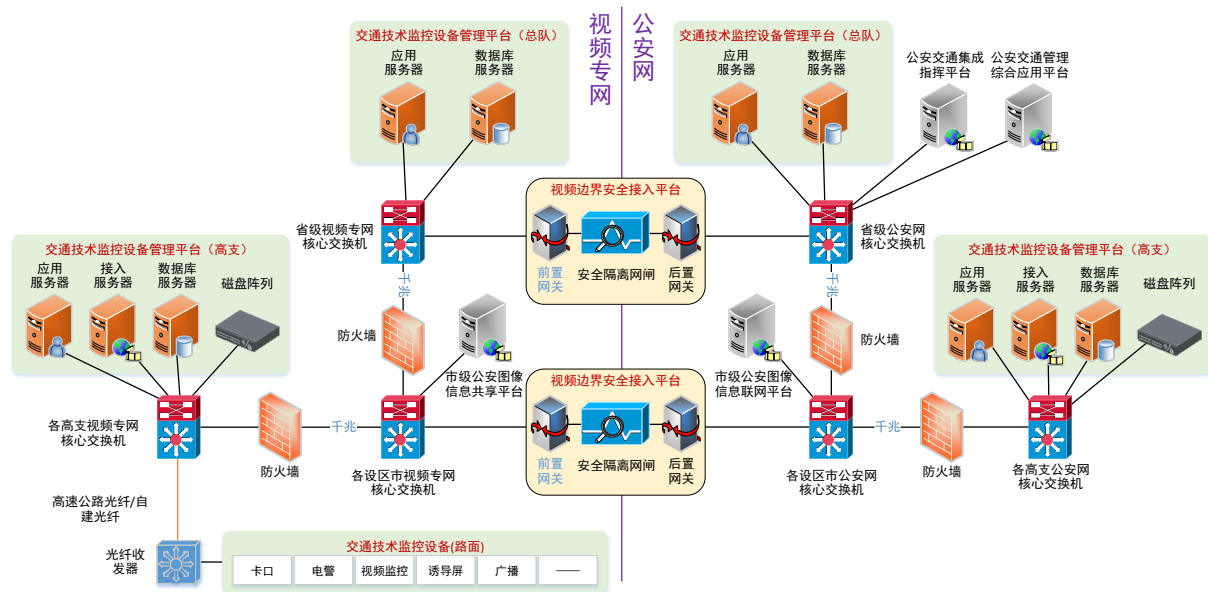 视频专网
公安网
交通技术监控设备管理平台（总队）
应用
服务器
数据库
服务器
交通技术监控设备管理平台（总队）
应用
服务器
数据库
服务器
公安交通集成
指挥平台
公安交通管理
综合应用平台
省级视频专网
核心交换机
视频边界安全接入平台
前置
网关
安全隔离网闸
后置
网关
省级公安网
核心交换机
交通技术监控设备管理平台（高支）
应用
服务器
接入
服务器
数据库
服务器
磁盘阵列
交通技术监控设备管理平台（高支）
应用
服务器
接入
服务器
数据库
服务器
磁盘阵列
千兆
千兆
防火墙
市级公安图像
信息共享平台
市级公安图像
信息联网平台
防火墙
各高支视频专网
核心交换机
防火墙
千兆
各设区市视频专网
核心交换机
视频边界安全接入平台
前置
网关
安全隔离网闸
后置
网关
各设区市公安网
核心交换机
千兆
防火墙
各高支公安网
核心交换机
高速公路光纤/自
建光纤
光纤收
发器
交通技术监控设备(路面)
卡口
电警
视频监控
诱导屏
广播
——